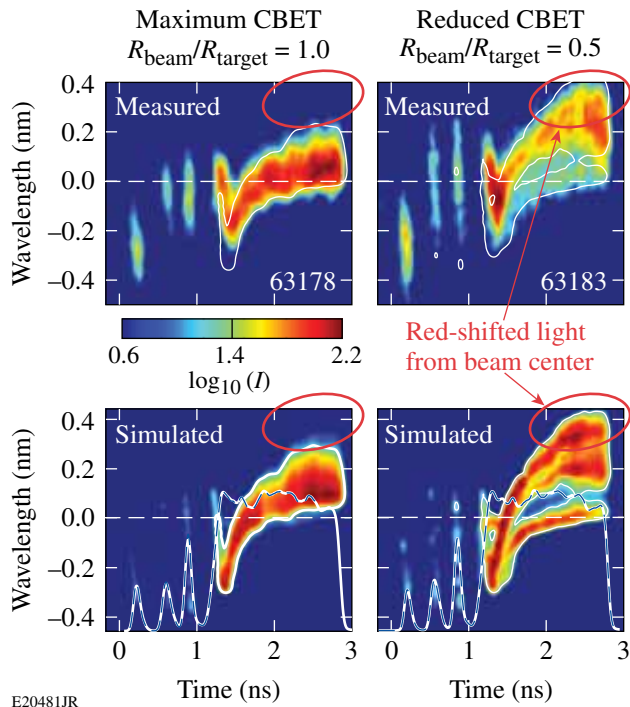 Maximum CBET
R_beam/R_target = 1.0
Reduced CBET
R_beam/R_target = 0.5
Measured
63178
Measured
63183
Wavelength (nm)
0.4
0.2
0.0
−0.2
−0.4
0.6
1.4
2.2
log10 (I)
Red-shifted light
from beam center
Simulated
Simulated
Wavelength (nm)
0.4
0.2
0.0
−0.2
−0.4
0
1
2
3
0
1
2
3
Time (ns)
Time (ns)
E20481JR